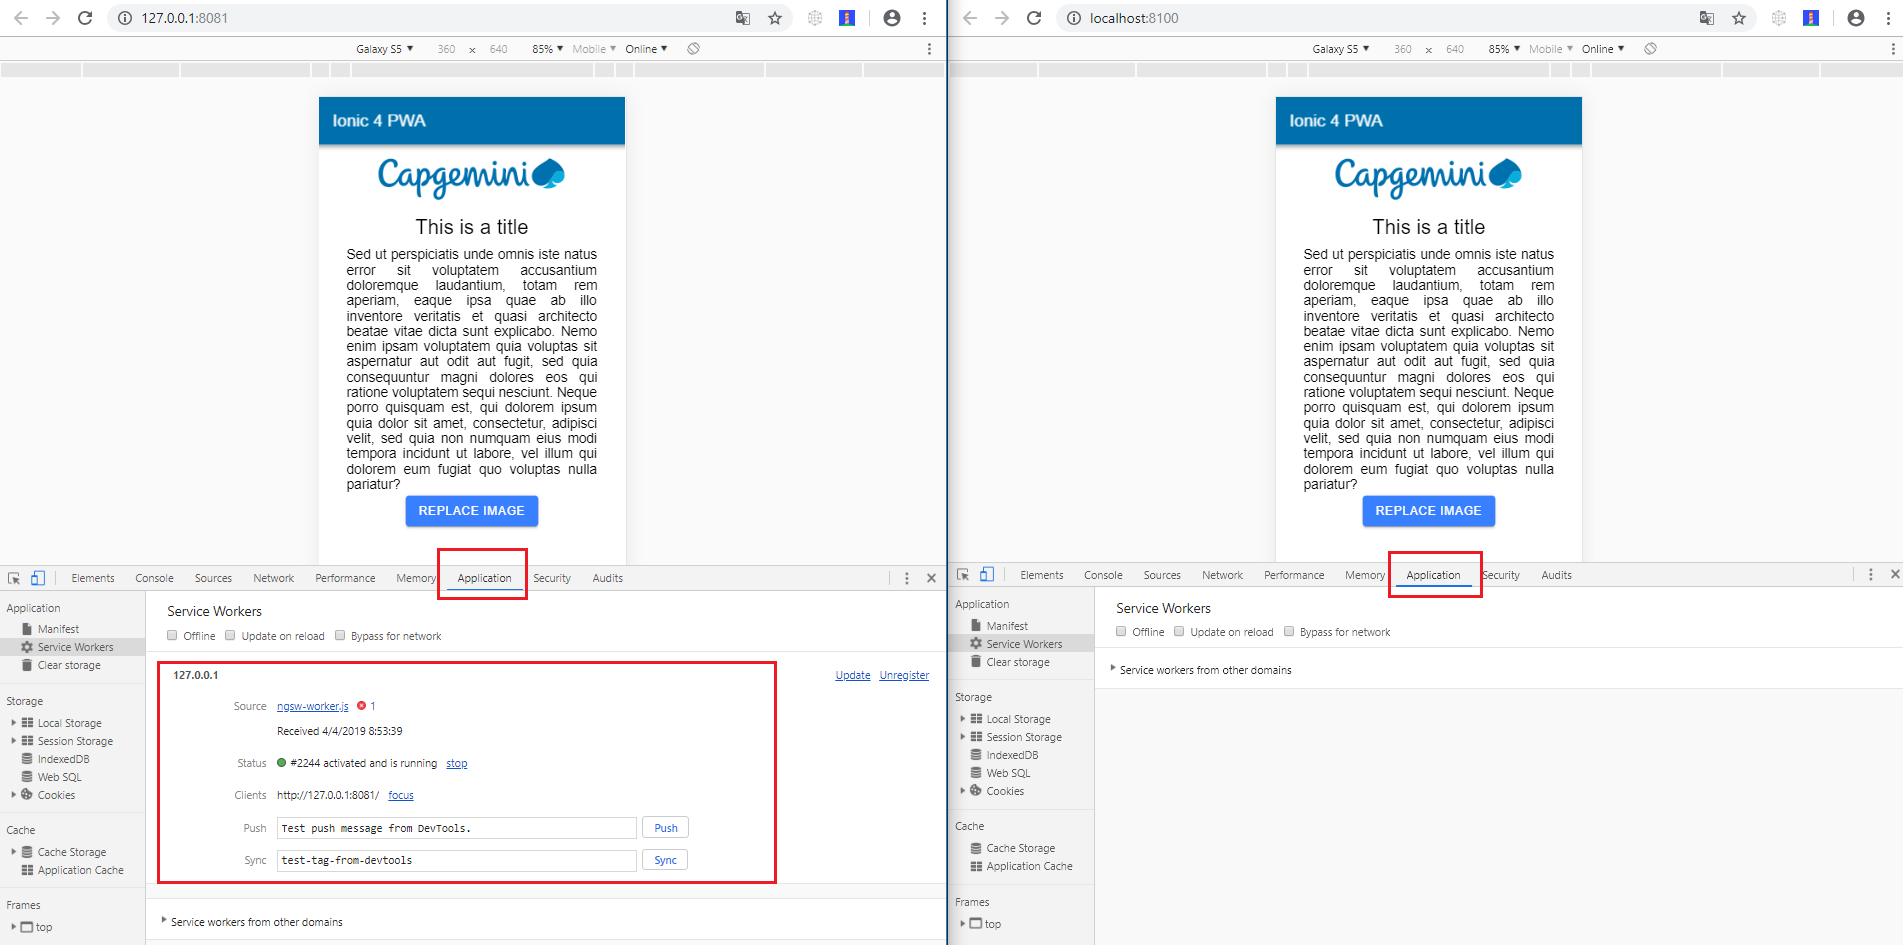 127.0.0.1:8081
Galaxy S5 ▼ 360 x 640 85% ▼ Mobile ▼ Online ▼
Ionic 4 PWA
Capgemini
This is a title
Sed ut perspiciatis unde omnis iste natus
error sit voluptatem accusantium
doloremque laudantium, totam rem
aperiam, eaque ipsa quae ab illo
inventore veritatis et quasi architecto
beatae vitae dicta sunt explicabo. Nemo
enim ipsam voluptatem quia voluptas sit
aspernatur aut odit aut fugit, sed quia
consequuntur magni dolores eos qui
ratione voluptatem sequi nesciunt. Neque
porro quisquam est, qui dolorem ipsum
quia dolor sit amet, consectetur, adipisci
velit, sed quia non numquam eius modi
tempora incidunt ut labore, vel illum qui
dolorem eum fugiat quo voluptas nulla
pariatur?
REPLACE IMAGE
Elements Console Sources Network Performance Memory Application Security Audits
Application
Manifest
Service Workers
Clear storage
Storage
Local Storage
Session Storage
IndexedDB
Web SQL
Cookies
Cache
Cache Storage
Application Cache
Frames
top
Service Workers
Offline Update on reload Bypass for network
127.0.0.1 Update Unregister
Source ngsw-worker.js 1
Received 4/4/2019 8:53:39
Status #2244 activated and is running stop
Clients http://127.0.0.1:8081/ focus
Push Test push message from DevTools. Push
Sync test-tag-from-devtools Sync
Service workers from other domains
localhost:8100
Galaxy S5 ▼ 360 x 640 85% ▼ Mobile ▼ Online ▼
Ionic 4 PWA
Capgemini
This is a title
Sed ut perspiciatis unde omnis iste natus
error sit voluptatem accusantium
doloremque laudantium, totam rem
aperiam, eaque ipsa quae ab illo
inventore veritatis et quasi architecto
beatae vitae dicta sunt explicabo. Nemo
enim ipsam voluptatem quia voluptas sit
aspernatur aut odit aut fugit, sed quia
consequuntur magni dolores eos qui
ratione voluptatem sequi nesciunt. Neque
porro quisquam est, qui dolorem ipsum
quia dolor sit amet, consectetur, adipisci
velit, sed quia non numquam eius modi
tempora incidunt ut labore, vel illum qui
dolorem eum fugiat quo voluptas nulla
pariatur?
REPLACE IMAGE
Elements Console Sources Network Performance Memory Application Security Audits
Application
Manifest
Service Workers
Clear storage
Storage
Local Storage
Session Storage
IndexedDB
Web SQL
Cookies
Cache
Cache Storage
Application Cache
Frames
top
Service Workers
Offline Update on reload Bypass for network
Service workers from other domains